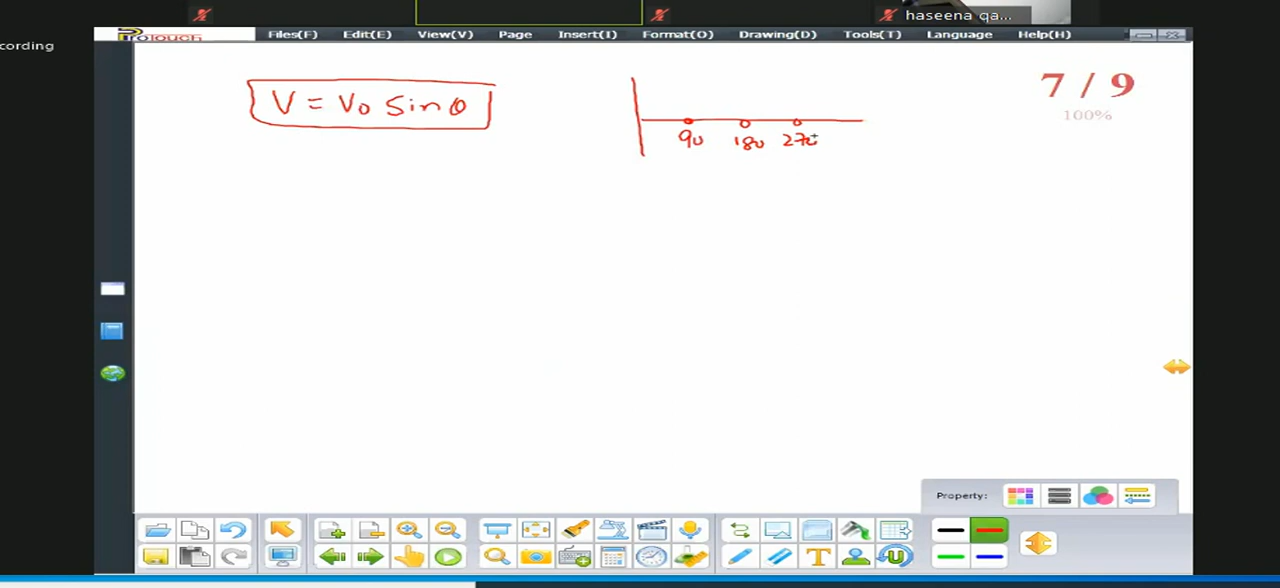 haseena qa...
cording
ProTouch
Files(F) Edit(E) View(V) Page Insert(I) Format(O) Drawing(D) Tools(T) Language Help(H)
V = V0 Sin θ
7 / 9
100%
90 180 270
Property: